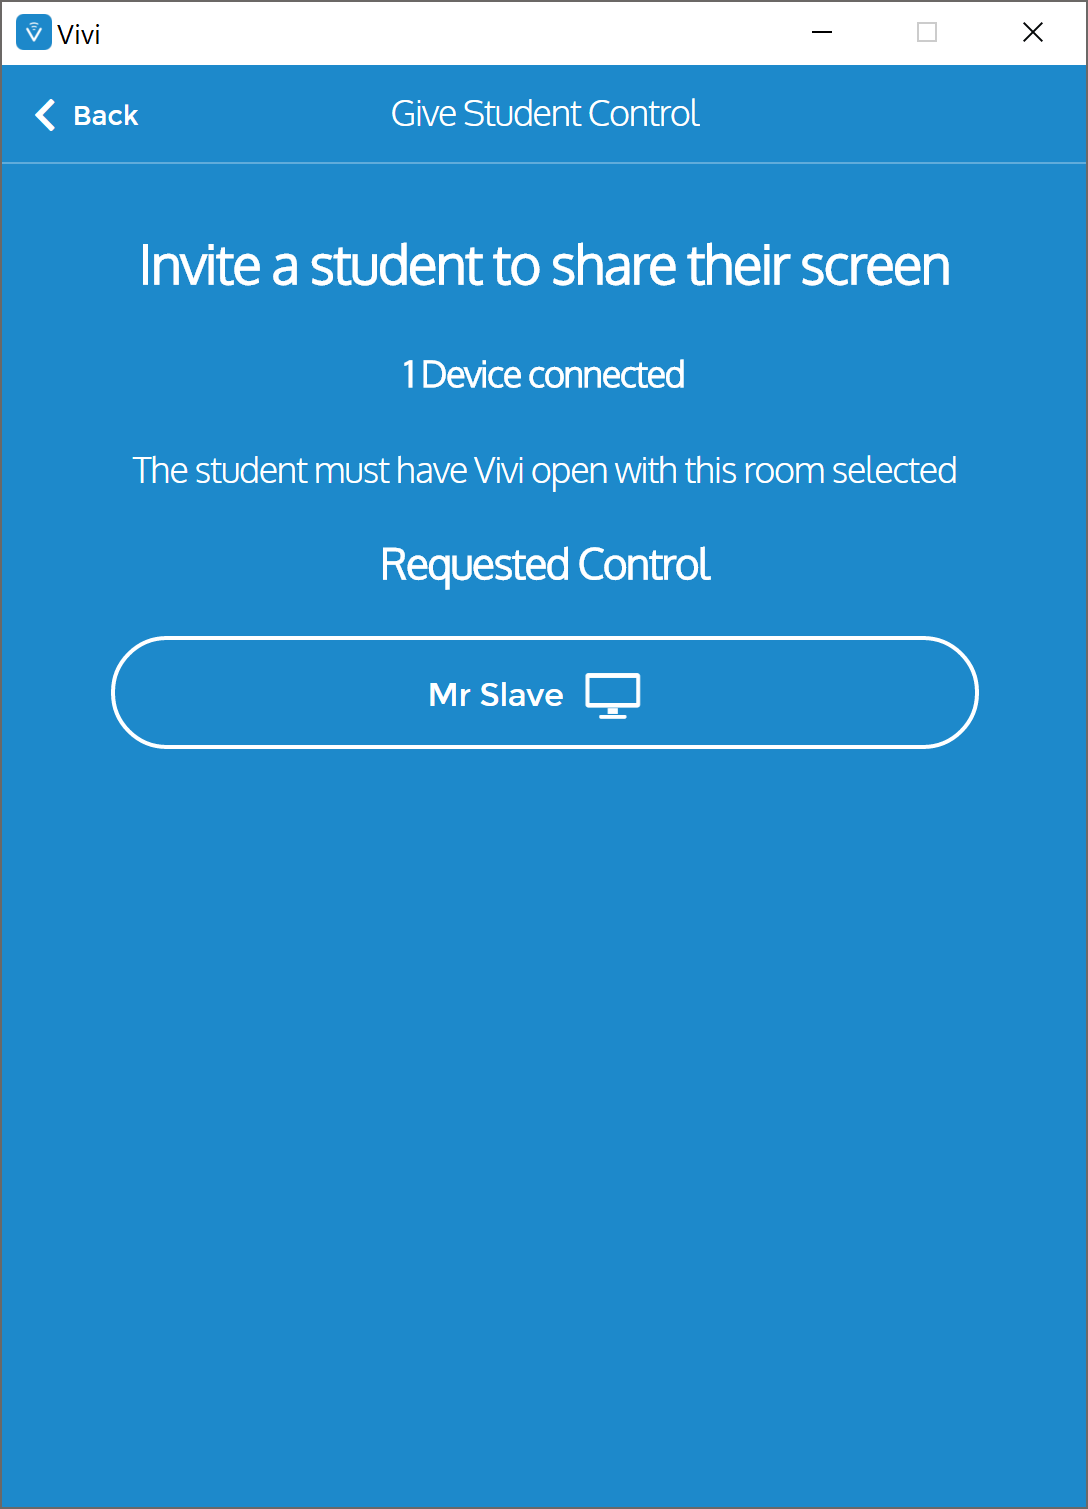 Vivi
Back
Give Student Control
Invite a student to share their screen
1 Device connected
The student must have Vivi open with this room selected
Requested Control
Mr Slave